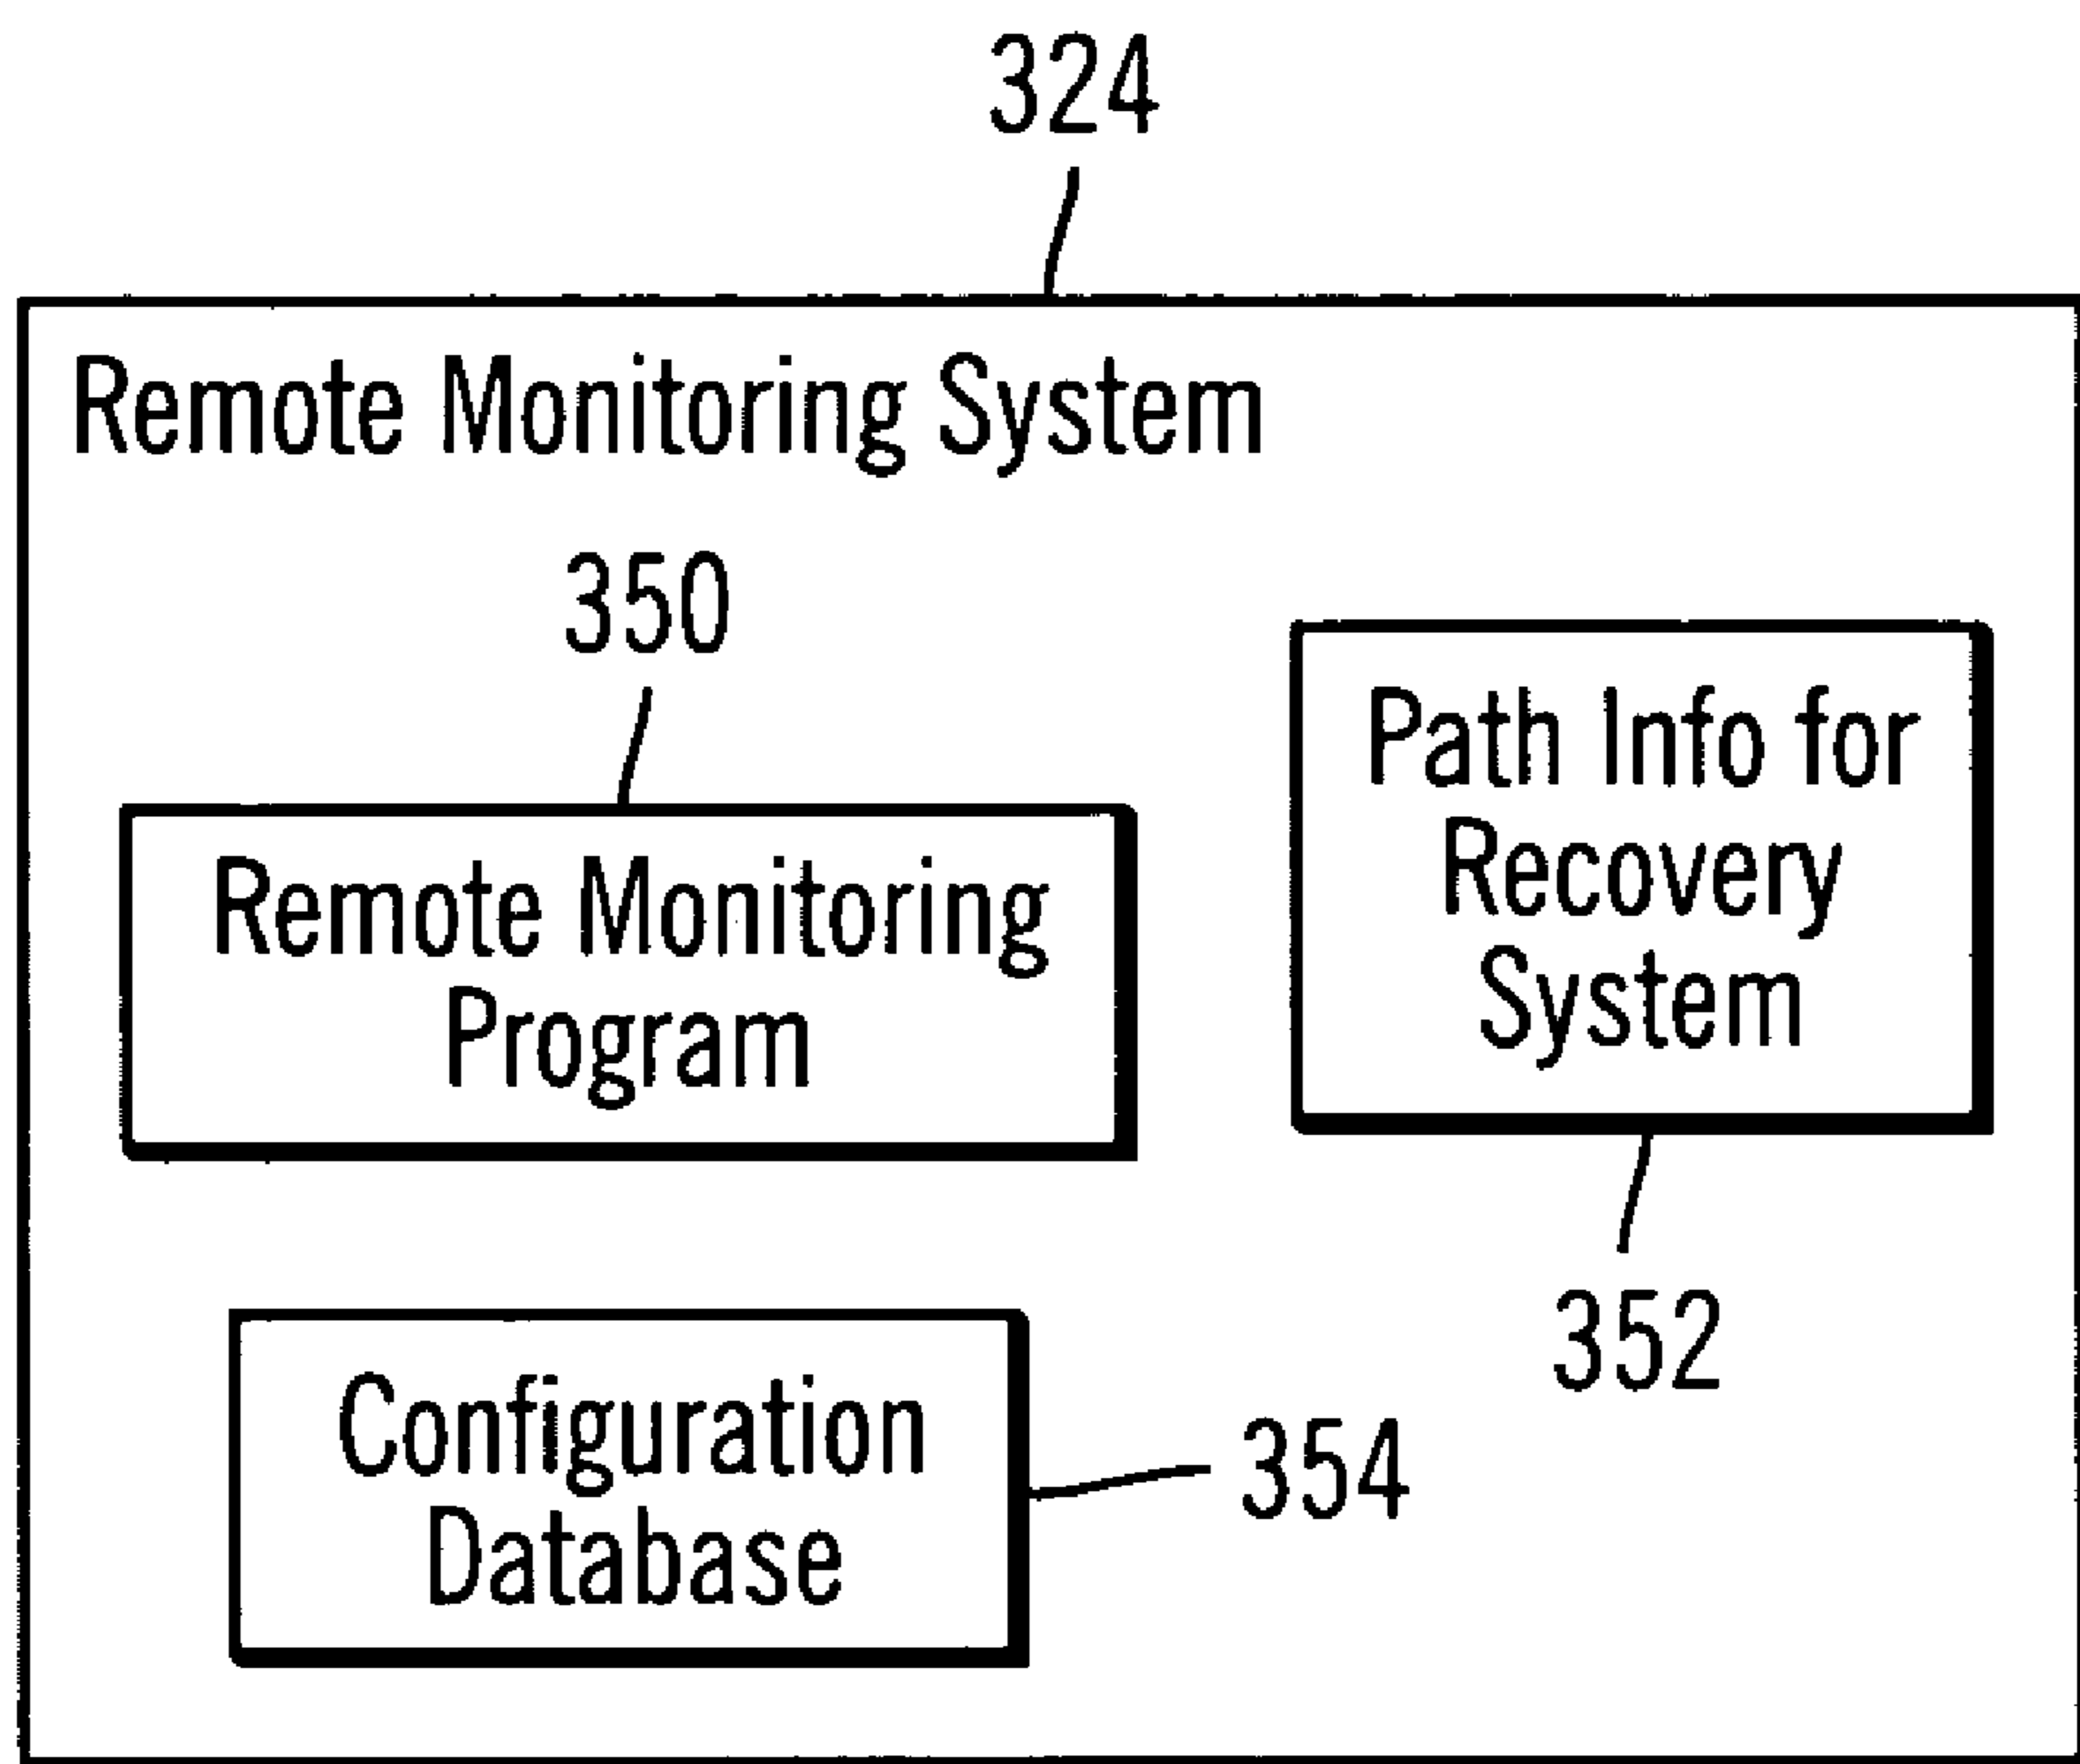 324
Remote Monitoring System
350
Remote Monitoring
Program
Path Info for
Recovery
System
352
Configuration
Database
354